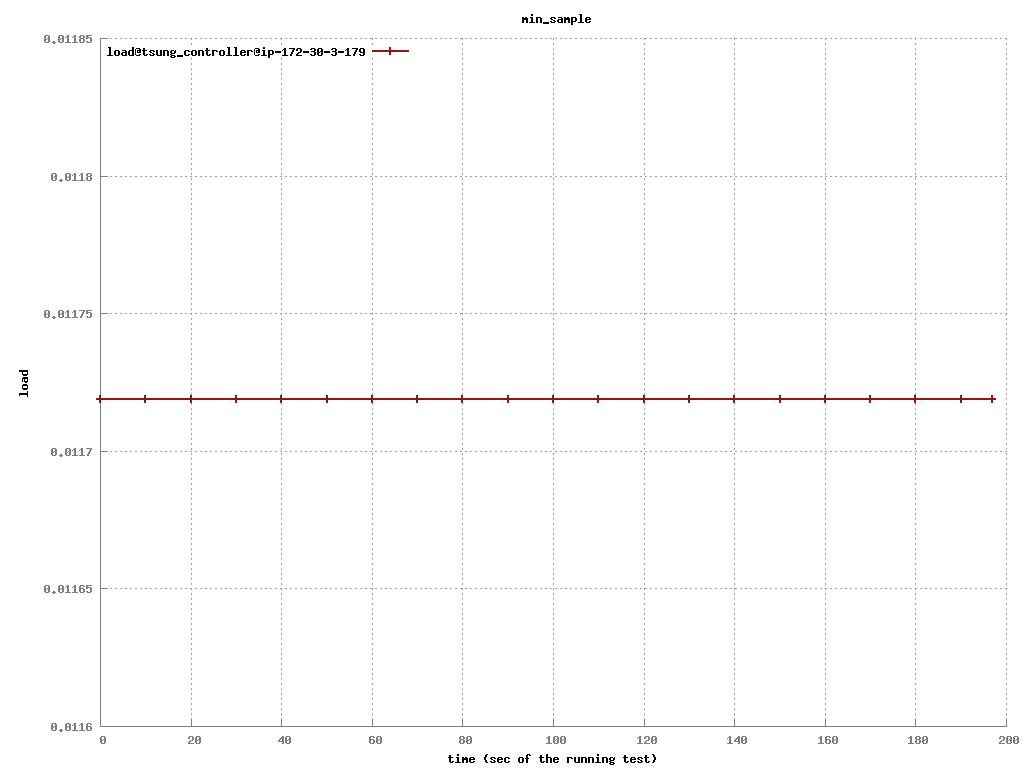 min_sample
0.01185
load@tsung_controller@ip-172-30-3-179
0.0118
0.01175
load
0.0117
0.01165
0.0116
0 20 40 60 80 100 120 140 160 180 200
time (sec of the running test)